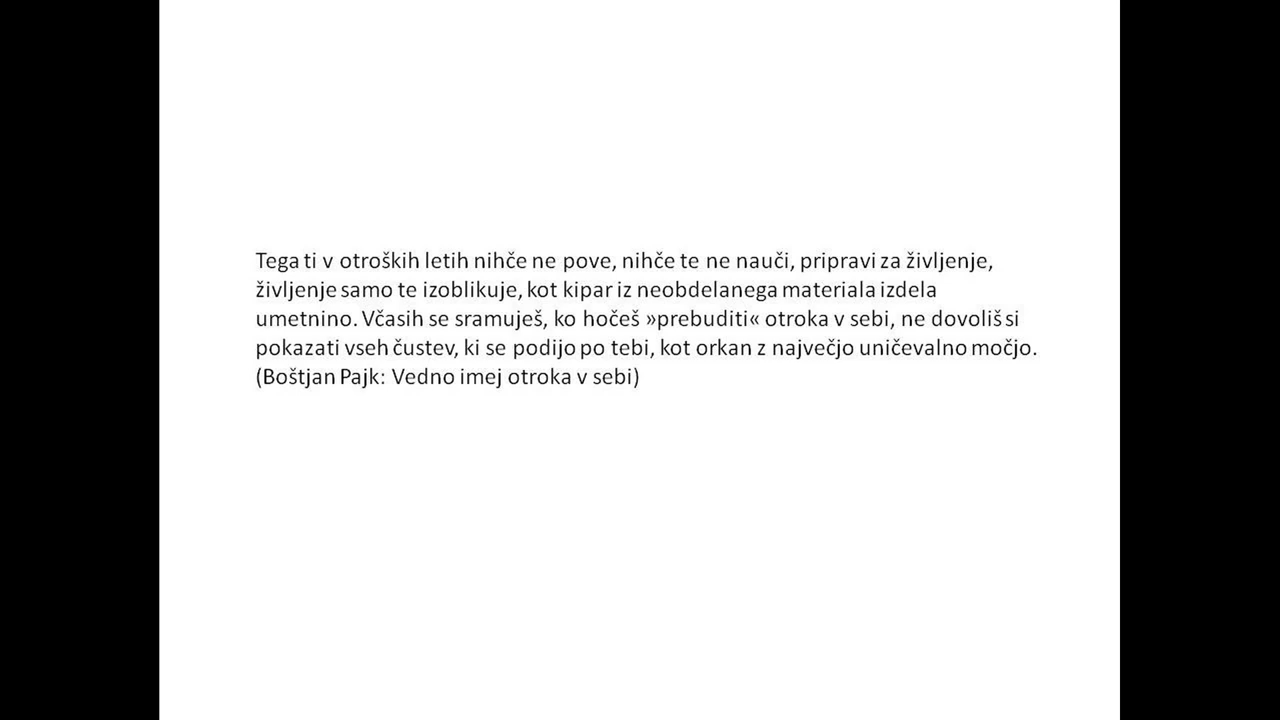 Tega ti v otroških letih nihče ne pove, nihče te ne nauči, pripravi za življenje,
življenje samo te izoblikuje, kot kipar iz neobdelanega materiala izdela
umetnino. Včasih se sramuješ, ko hočeš »prebuditi« otroka v sebi, ne dovoliš si
pokazati vseh čustev, ki se podijo po tebi, kot orkan z največjo uničevalno močjo.
(Boštjan Pajk: Vedno imej otroka v sebi)